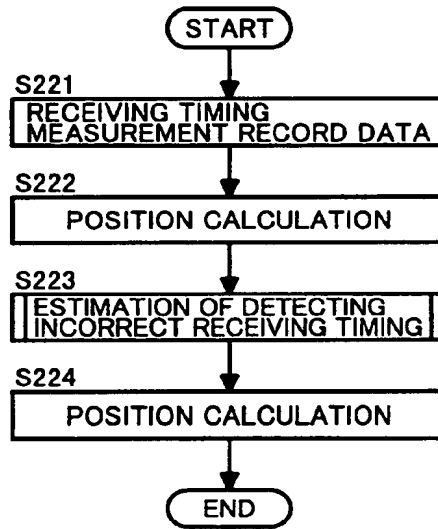 START
S221
RECEIVING TIMING
MEASUREMENT RECORD DATA
S222
POSITION CALCULATION
S223
ESTIMATION OF DETECTING
INCORRECT RECEIVING TIMING
S224
POSITION CALCULATION
END